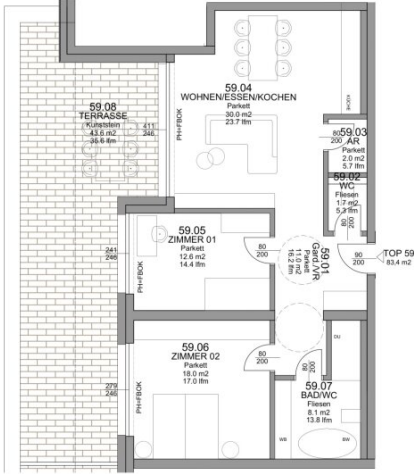 59.04
WOHNEN/ESSEN/KOCHEN
Parkett
30.0 m2
23.7 lfm
KÜCHE
59.08
TERRASSE
Kunststein
43.6 m2
35.6 lfm
411
246
PH=FBOK
80
200
59.03
AR
Parkett
2.0 m2
5.7 lfm
59.02
WC
Fliesen
1.7 m2
5.3 lfm
80
200
59.05
ZIMMER 01
Parkett
12.6 m2
14.4 lfm
241
246
PH=FBOK
80
200
59.01
Gard./VR
Parkett
11.0 m2
16.2 lfm
90
200
TOP 59
83.4 m2
59.06
ZIMMER 02
Parkett
18.0 m2
17.0 lfm
279
246
PH=FBOK
80
200
DU
80
200
59.07
BAD/WC
Fliesen
8.1 m2
13.8 lfm
WB
BW